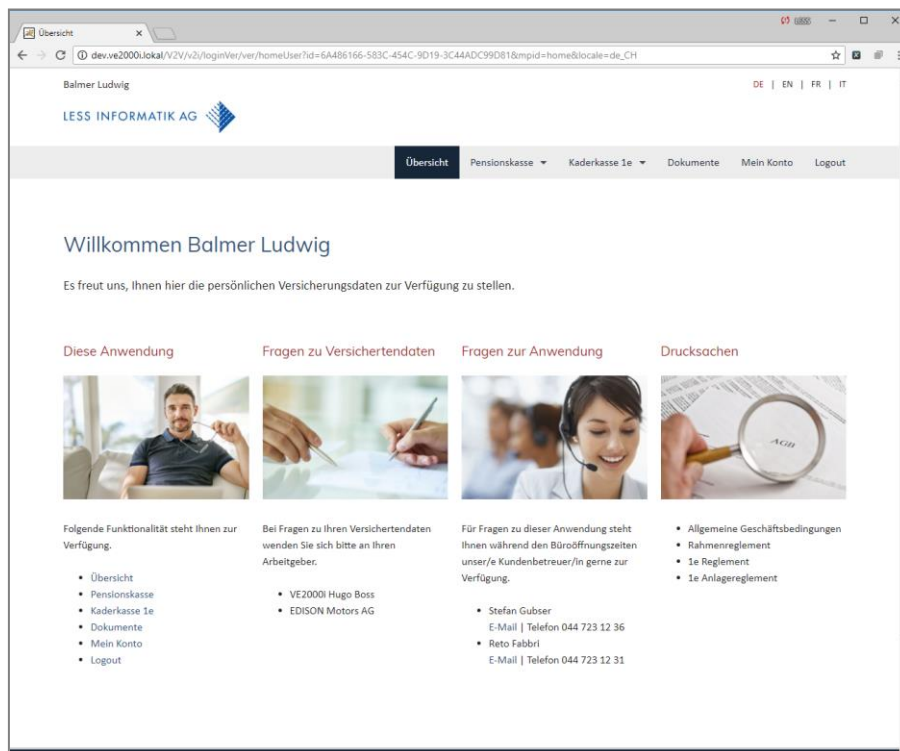 Übersicht
dev.ve2000i.lokal/V2V/v2i/loginVer/ver/homeUser?id=6A486166-583C-454C-9D19-3C44ADC99D81&mpid=home&locale=de_CH
Balmer Ludwig
DE | EN | FR | IT
LESS INFORMATIK AG
Übersicht Pensionskasse Kaderkasse 1e Dokumente Mein Konto Logout
Willkommen Balmer Ludwig
Es freut uns, Ihnen hier die persönlichen Versicherungsdaten zur Verfügung zu stellen.
Diese Anwendung
Folgende Funktionalität steht Ihnen zur
Verfügung.
• Übersicht
• Pensionskasse
• Kaderkasse 1e
• Dokumente
• Mein Konto
• Logout
Fragen zu Versichertendaten
Bei Fragen zu Ihren Versichertendaten
wenden Sie sich bitte an Ihren
Arbeitgeber.
• VE2000i Hugo Boss
• EDISON Motors AG
Fragen zur Anwendung
Für Fragen zu dieser Anwendung steht
Ihnen während den Büroöffnungszeiten
unser/e Kundenbetreuer/in gerne zur
Verfügung.
• Stefan Gubser
E-Mail | Telefon 044 723 12 36
• Reto Fabbri
E-Mail | Telefon 044 723 12 31
Drucksachen
AGB
• Allgemeine Geschäftsbedingungen
• Rahmenreglement
• 1e Reglement
• 1e Anlagereglement